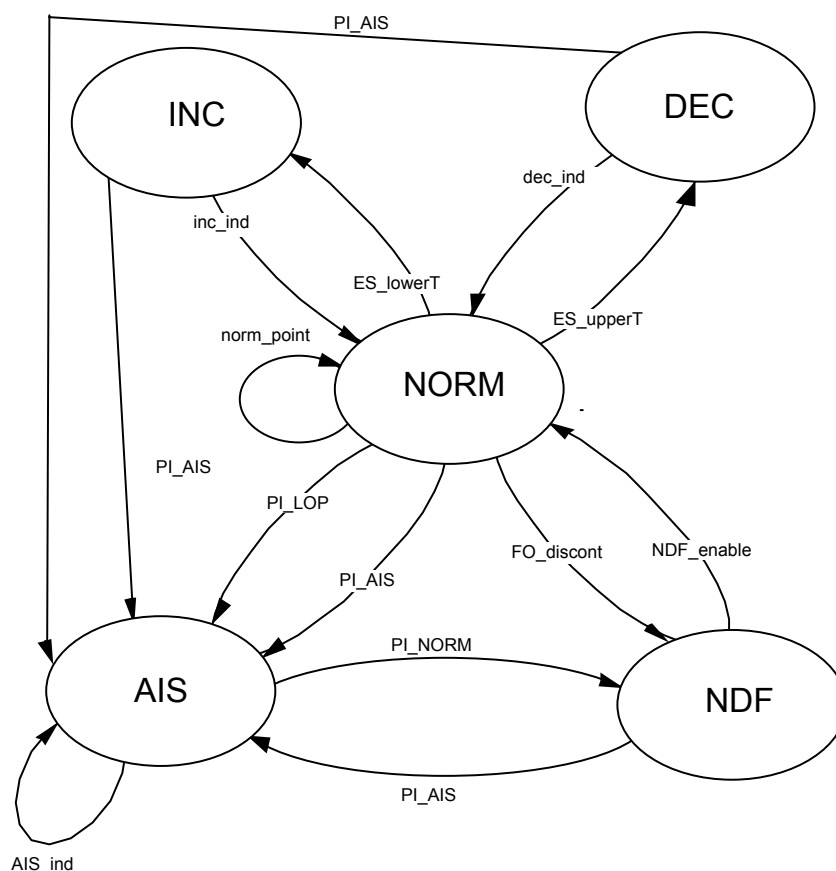 PI_AIS
INC
DEC
dec_ind
inc_ind
ES_lowerT
ES_upperT
norm_point
NORM
-
PI_AIS
PI_LOP
FO_discont
NDF_enable
PI_AIS
PI_NORM
AIS
NDF
PI_AIS
AIS_ind